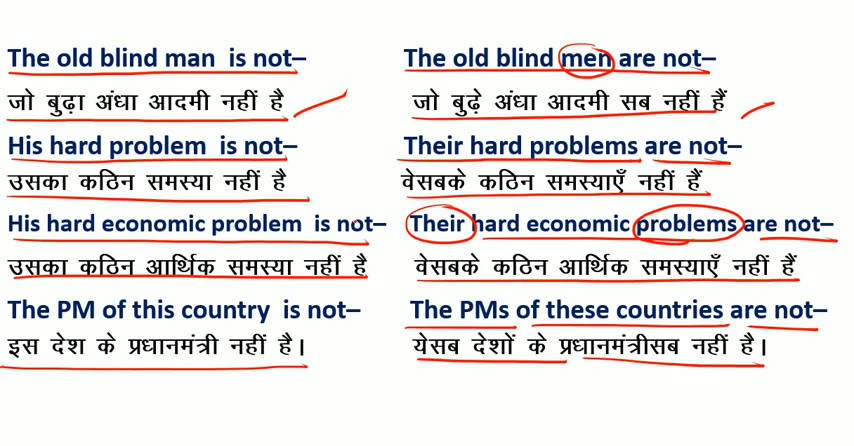 The old blind man is not–
The old blind men are not–
जो बुढ़ा अंधा आदमी नहीं है
जो बुढ़े अंधा आदमी सब नहीं हैं
His hard problem is not–
Their hard problems are not–
उसका कठिन समस्या नहीं है
वेसबके कठिन समस्याएँ नहीं हैं
His hard economic problem is not–
Their hard economic problems are not–
उसका कठिन आर्थिक समस्या नहीं है
वेसबके कठिन आर्थिक समस्याएँ नहीं हैं
The PM of this country is not–
The PMs of these countries are not–
इस देश के प्रधानमंत्री नहीं है।
येसब देशों के प्रधानमंत्रीसब नहीं है।